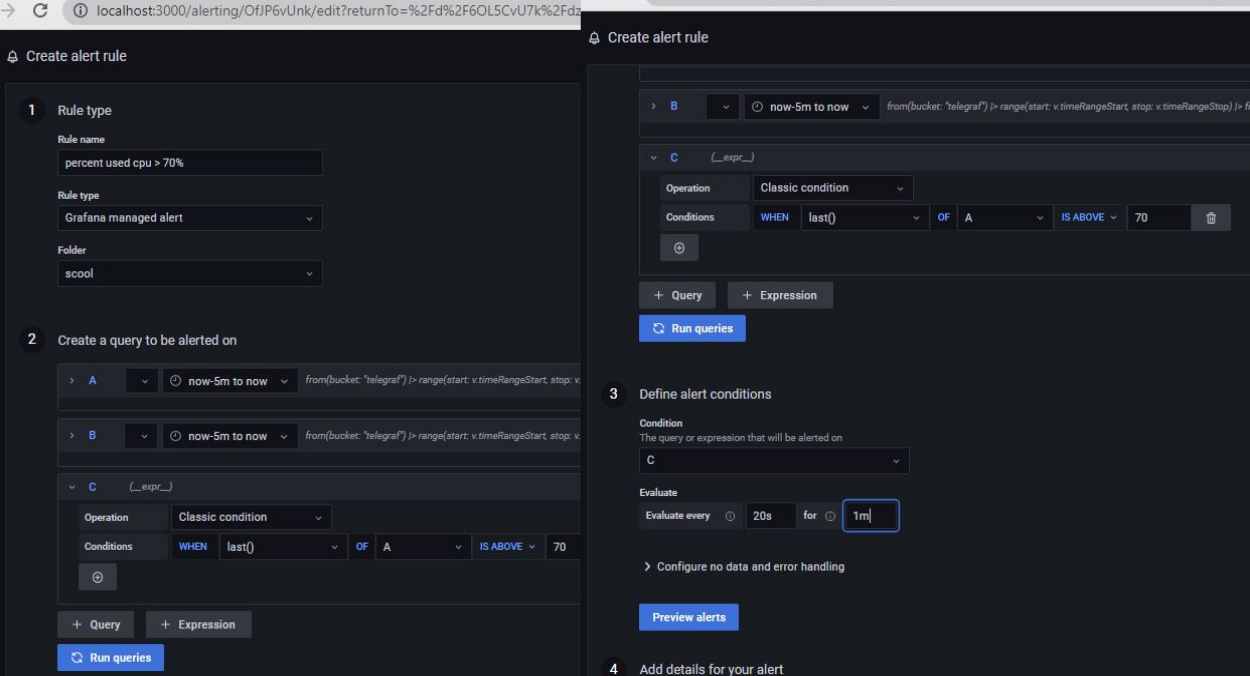 localhost:3000/alerting/OfJP6vUnk/edit?returnTo=%2Fd%2F6OL5CvU7k%2Fdz
Create alert rule
1 Rule type
Rule name
percent used cpu > 70%
Rule type
Grafana managed alert
Folder
scool
2 Create a query to be alerted on
A now-5m to now from(bucket: "telegraf") |> range(start: v.timeRangeStart, stop: v.
B now-5m to now from(bucket: "telegraf") |> range(start: v.timeRangeStart, stop: v.
C (__expr__)
Operation Classic condition
Conditions WHEN last() OF A IS ABOVE 70
+ Query + Expression
Run queries
Create alert rule
B now-5m to now from(bucket: "telegraf") |> range(start: v.timeRangeStart, stop: v.timeRangeStop) |> fi
C (__expr__)
Operation Classic condition
Conditions WHEN last() OF A IS ABOVE 70
+ Query + Expression
Run queries
3 Define alert conditions
Condition
The query or expression that will be alerted on
C
Evaluate
Evaluate every 20s for 1m
Configure no data and error handling
Preview alerts
4 Add details for your alert